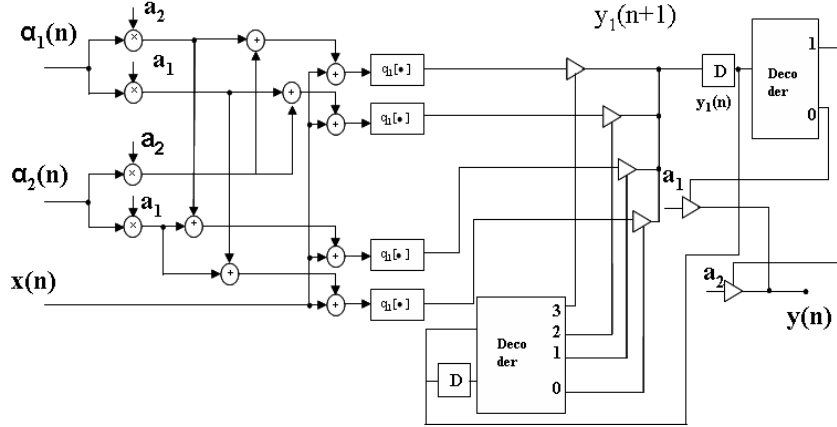 a₂
α₁(n)
×
a₁
×
+
+
+
+
q₁[•]
q₁[•]
y₁(n+1)
D
y₁(n)
Deco
der
1
0
a₂
α₂(n)
×
a₁
×
+
+
+
+
q₁[•]
q₁[•]
a₁
x(n)
a₂
y(n)
Deco
der
3
2
1
0
D